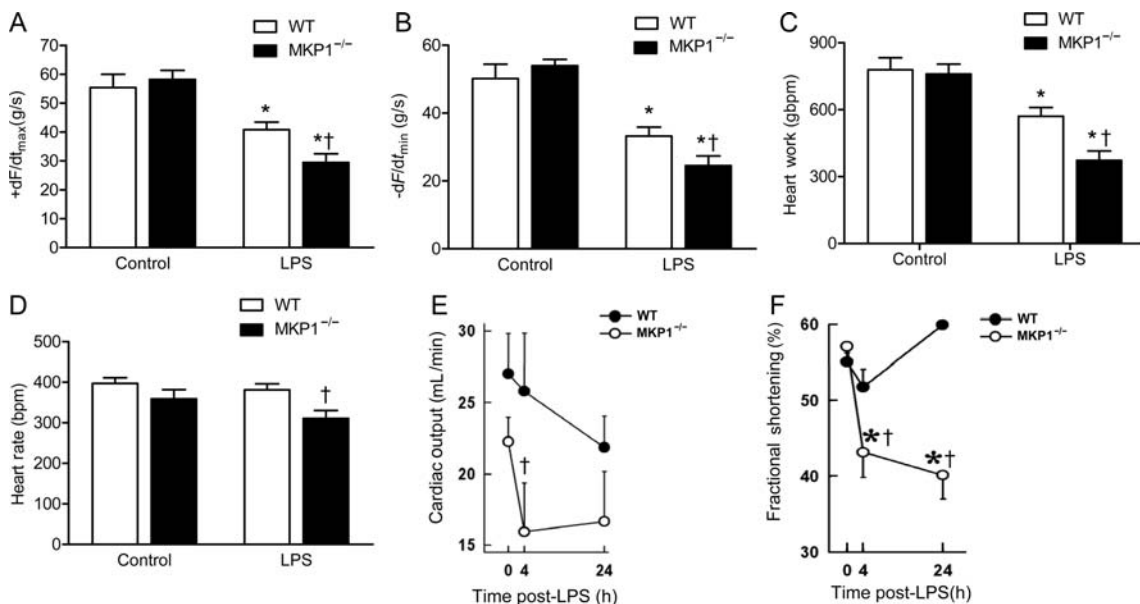 A
WT
MKP1−/−
+dF/dtmax(g/s)
70
60
50
40
30
20
10
0
*
*†
Control
LPS
B
WT
MKP1−/−
-dF/dtmin (g/s)
60
40
20
0
*
*†
Control
LPS
C
WT
MKP1−/−
Heart work (gbpm)
900
600
300
0
*
*†
Control
LPS
D
WT
MKP1−/−
Heart rate (bpm)
500
400
300
200
100
0
†
Control
LPS
E
WT
MKP1−/−
Cardiac output (mL/min)
30
26
22
20
15
†
0 4 24
Time post-LPS (h)
F
WT
MKP1−/−
Fractional shortening (%)
60
50
40
30
*†
*†
0 4 24
Time post-LPS(h)